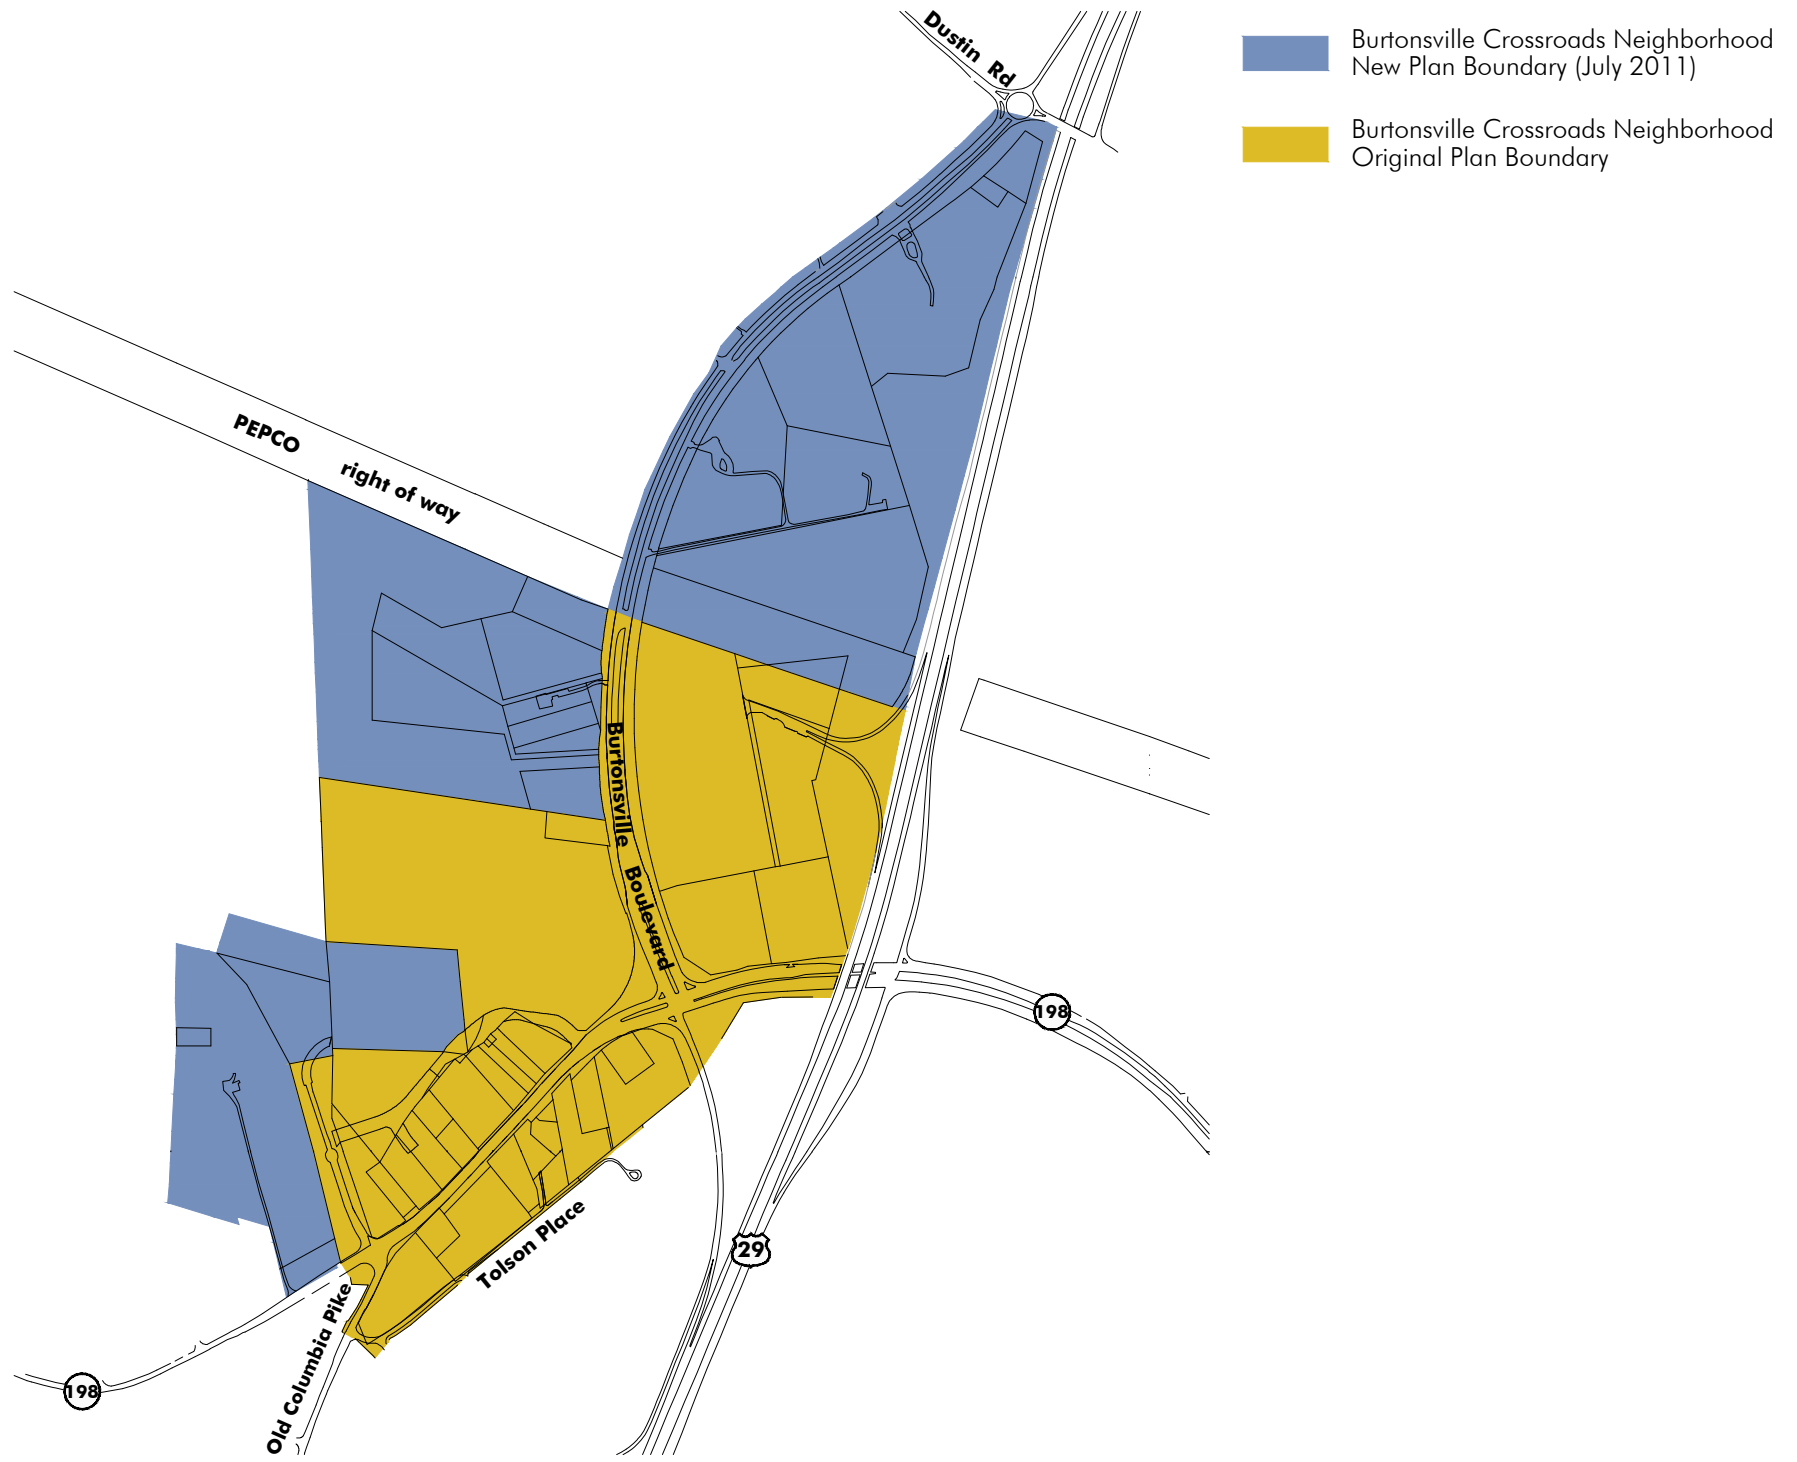 Dustin Rd
Burtonsville Crossroads Neighborhood
New Plan Boundary (July 2011)
Burtonsville Crossroads Neighborhood
Original Plan Boundary
PEPCO
right of way
Burtonsville Boulevard
198
Tolson Place
29
Old Columbia Pike
198